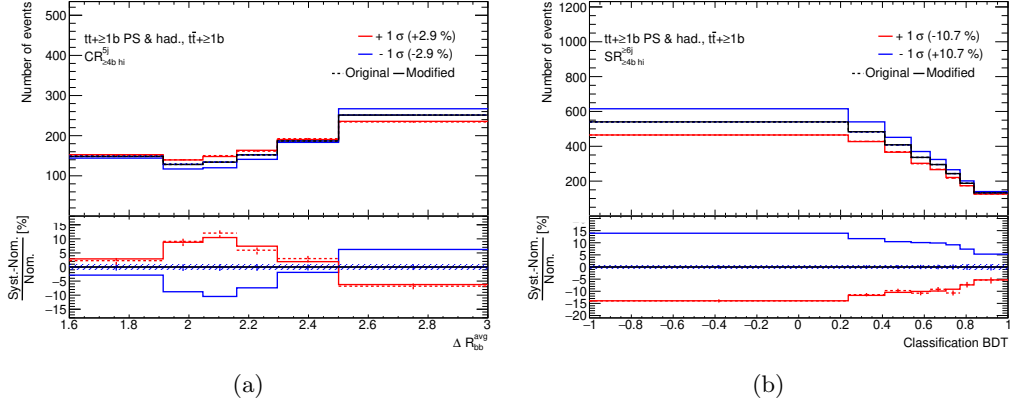 Number of events
tt+≥1b PS & had., tt̄+≥1b
CR^{5j}_{≥4b hi}
+ 1 σ (+2.9 %)
- 1 σ (-2.9 %)
Original Modified
500
400
300
200
100
Syst.-Nom. [%]
Nom.
15
10
5
0
−5
−10
−15
1.6 1.8 2 2.2 2.4 2.6 2.8 3
Δ R^{avg}_{bb}
(a)
Number of events
tt+≥1b PS & had., tt̄+≥1b
SR^{≥6j}_{≥4b hi}
+ 1 σ (-10.7 %)
- 1 σ (+10.7 %)
Original Modified
1200
1000
800
600
400
200
Syst.-Nom. [%]
Nom.
20
15
10
5
0
−5
−10
−15
−20
−1 −0.8 −0.6 −0.4 −0.2 0 0.2 0.4 0.6 0.8 1
Classification BDT
(b)